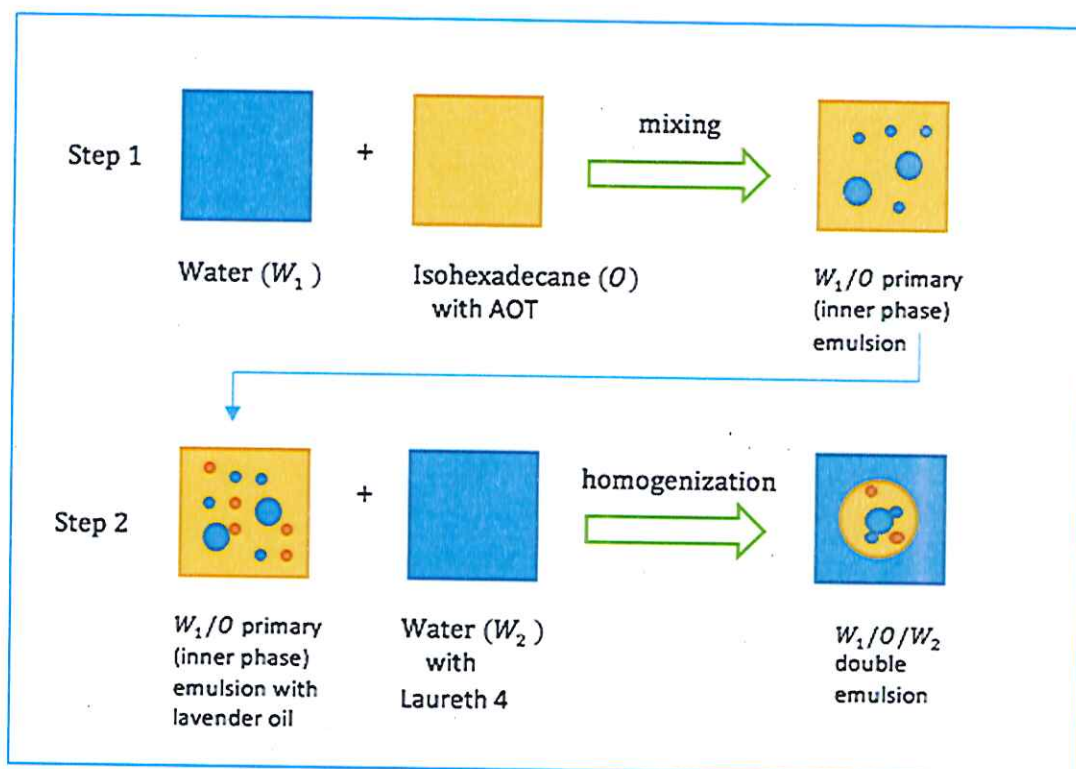 Step 1
+
mixing
Water (W₁)
Isohexadecane (O)
with AOT
W₁/O primary
(inner phase)
emulsion
Step 2
+
homogenization
W₁/O primary
(inner phase)
emulsion with
lavender oil
Water (W₂)
with
Laureth 4
W₁/O/W₂
double
emulsion